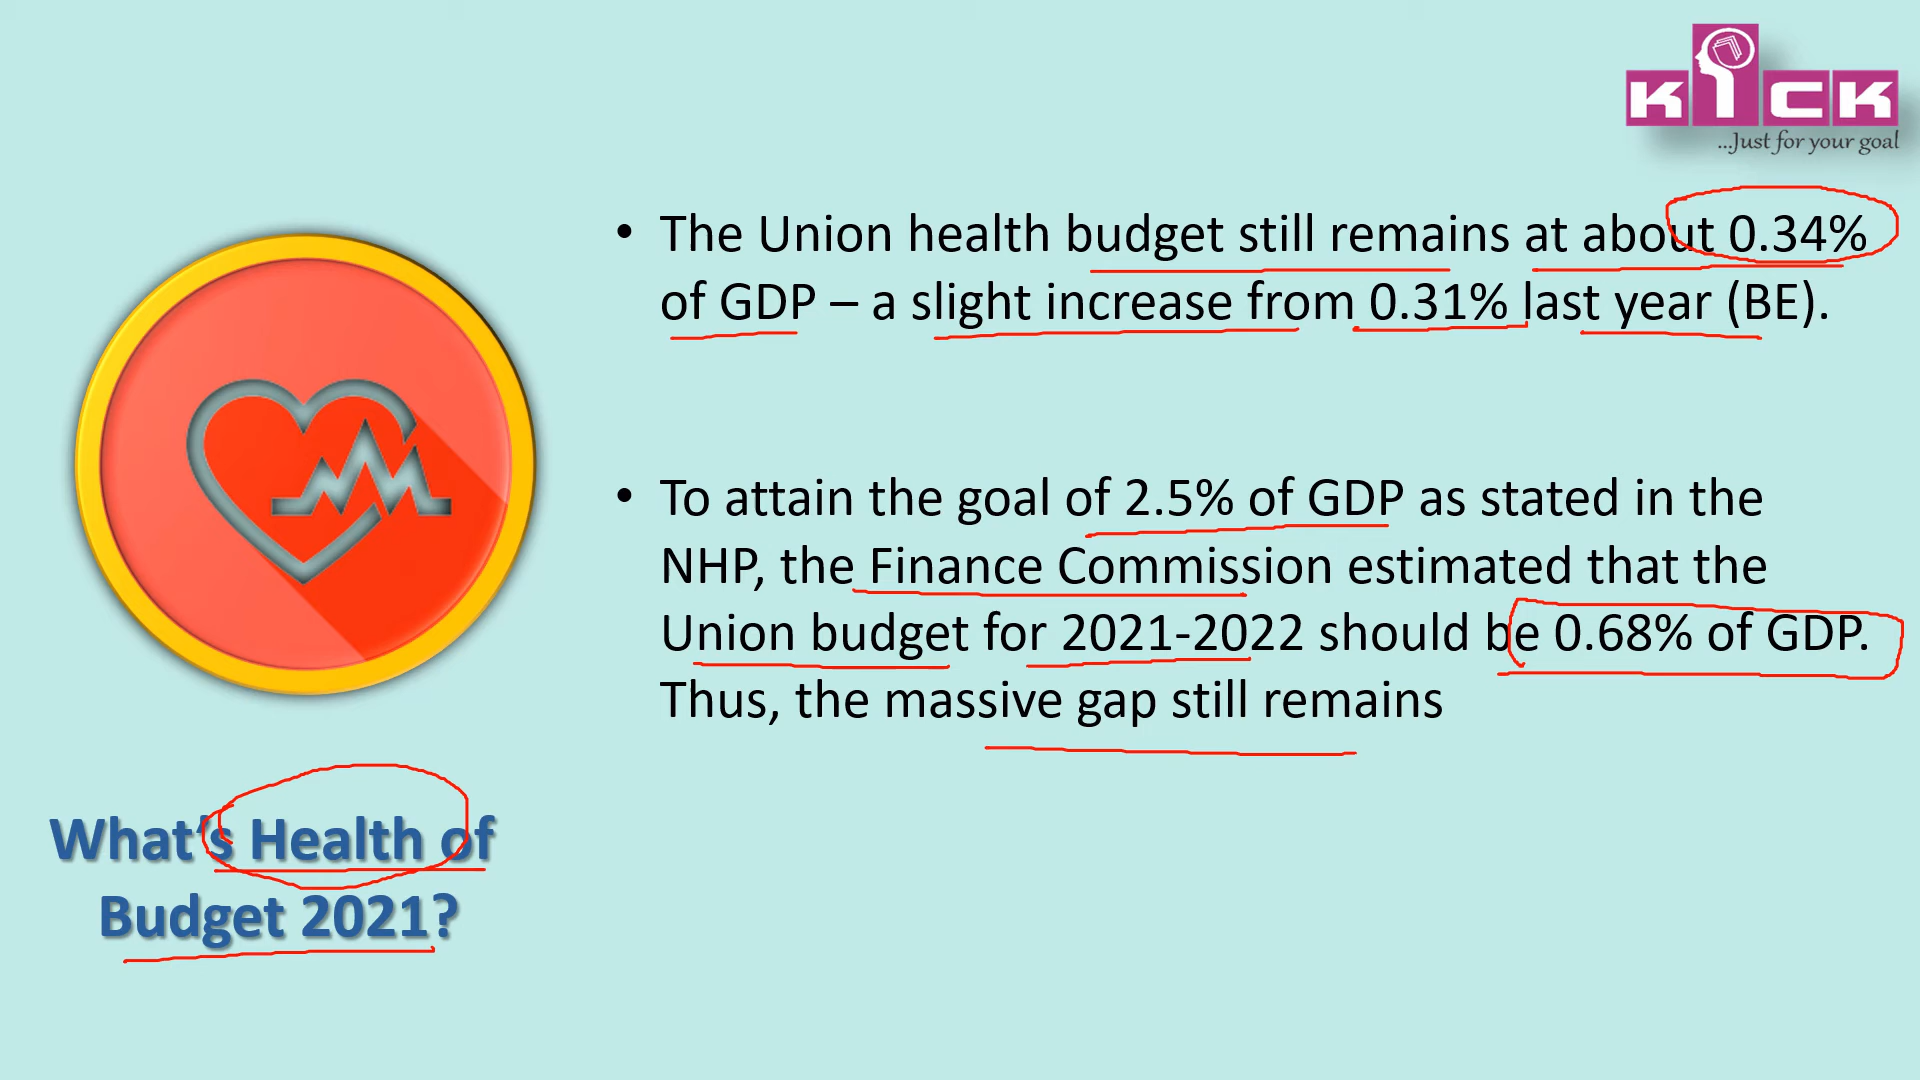 KICK
...Just for your goal
• The Union health budget still remains at about 0.34%
of GDP – a slight increase from 0.31% last year (BE).
• To attain the goal of 2.5% of GDP as stated in the
NHP, the Finance Commission estimated that the
Union budget for 2021-2022 should be 0.68% of GDP.
Thus, the massive gap still remains
What's Health of
Budget 2021?